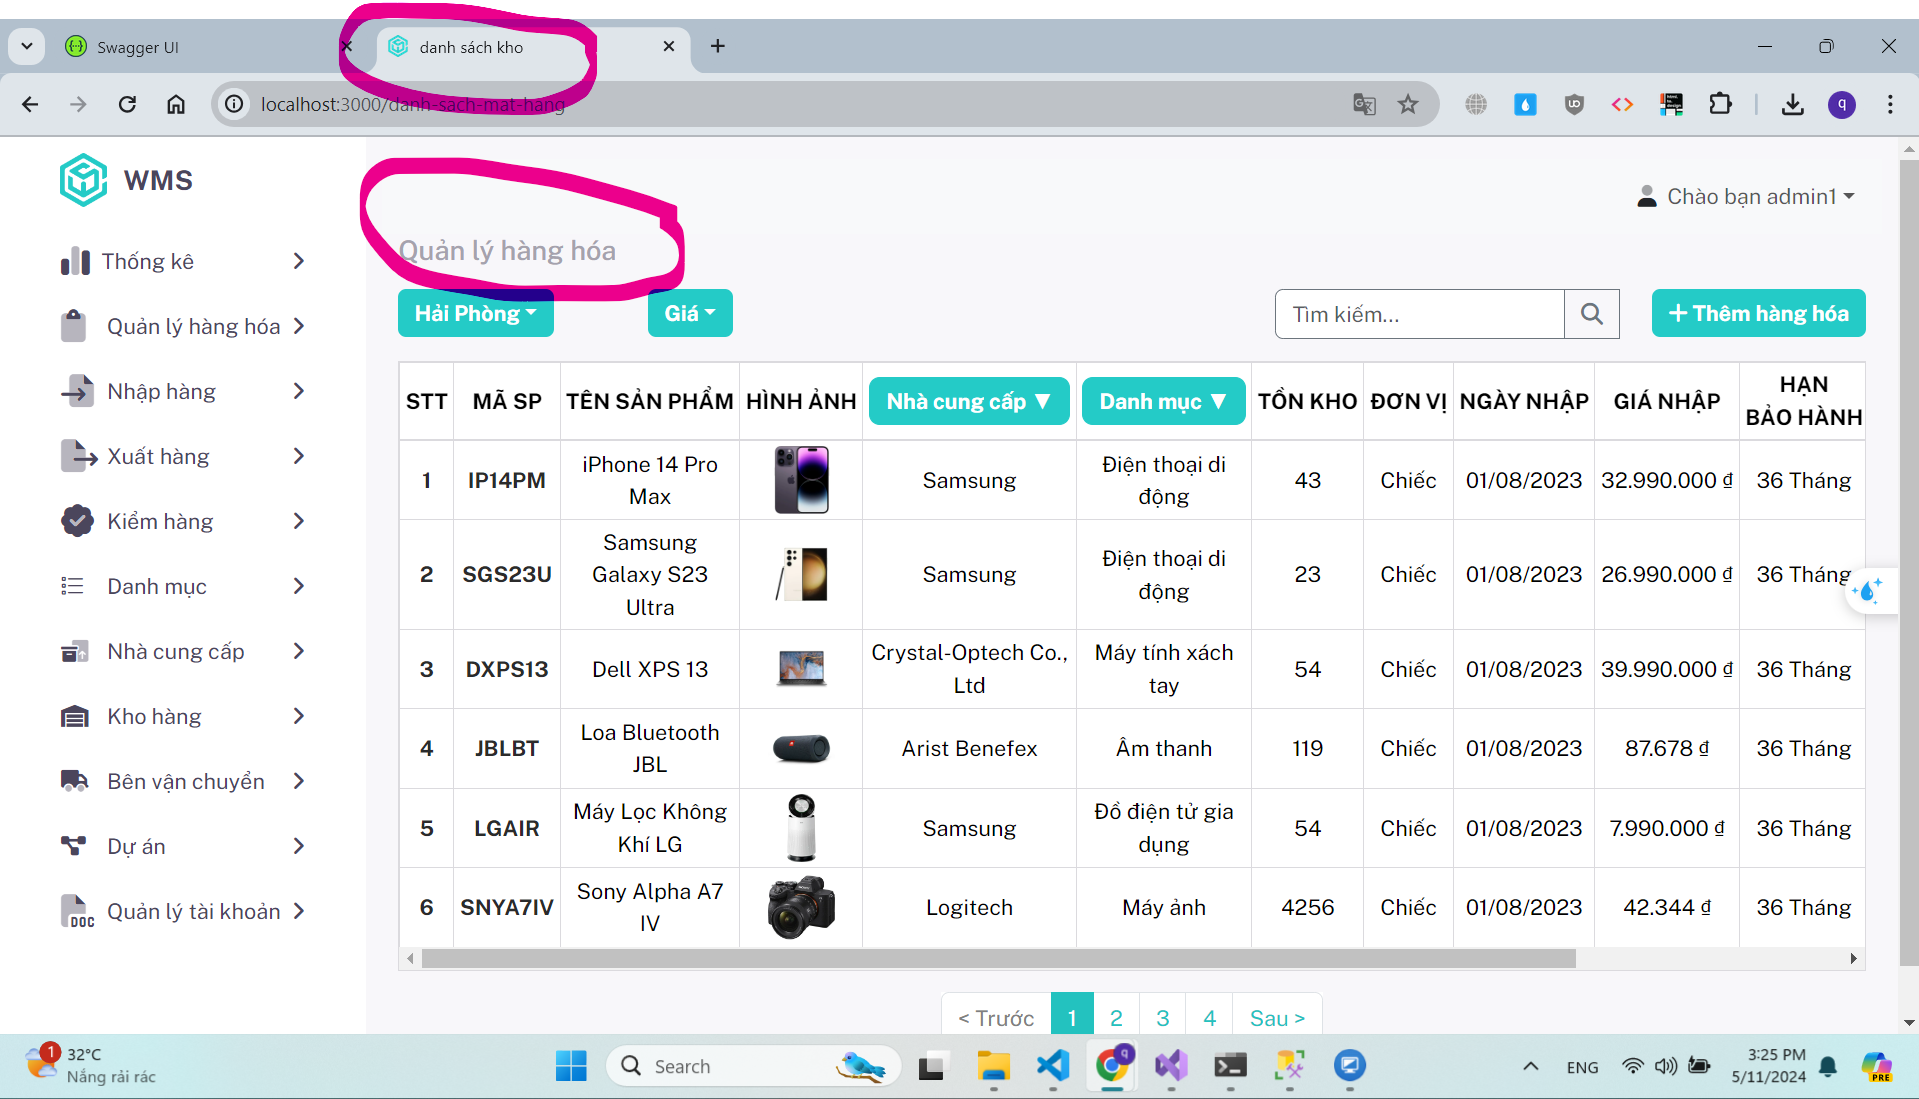 Swagger UI
danh sách kho
localhost:3000/danh-sach-mat-hang
q
WMS
Chào bạn admin1
Thống kê
Quản lý hàng hóa
Nhập hàng
Xuất hàng
Kiểm hàng
Danh mục
Nhà cung cấp
Kho hàng
Bên vận chuyển
Dự án
DOC
Quản lý tài khoản
Quản lý hàng hóa
Hải Phòng
Giá
Tìm kiếm...
+ Thêm hàng hóa
STT MÃ SP TÊN SẢN PHẨM HÌNH ẢNH Nhà cung cấp ▼ Danh mục ▼ TỒN KHO ĐƠN VỊ NGÀY NHẬP GIÁ NHẬP HẠN BẢO HÀNH
1 IP14PM iPhone 14 Pro Max Samsung Điện thoại di động 43 Chiếc 01/08/2023 32.990.000 ₫ 36 Tháng
2 SGS23U Samsung Galaxy S23 Ultra Samsung Điện thoại di động 23 Chiếc 01/08/2023 26.990.000 ₫ 36 Tháng
3 DXPS13 Dell XPS 13 Crystal-Optech Co., Ltd Máy tính xách tay 54 Chiếc 01/08/2023 39.990.000 ₫ 36 Tháng
4 JBLBT Loa Bluetooth JBL Arist Benefex Âm thanh 119 Chiếc 01/08/2023 87.678 ₫ 36 Tháng
5 LGAIR Máy Lọc Không Khí LG Samsung Đồ điện tử gia dụng 54 Chiếc 01/08/2023 7.990.000 ₫ 36 Tháng
6 SNYA7IV Sony Alpha A7 IV Logitech Máy ảnh 4256 Chiếc 01/08/2023 42.344 ₫ 36 Tháng
< Trước 1 2 3 4 Sau >
1
32°C
Nắng rải rác
Search
q
ENG
3:25 PM
5/11/2024
PRE